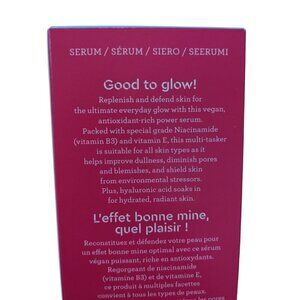 SERUM / SÉRUM / SIERO / SEERUMI
Good to glow!
Replenish and defend skin for
the ultimate everyday glow with this vegan,
antioxidant-rich power serum.
Packed with special grade Niacinamide
(vitamin B3) and vitamin E, this multi-tasker
is suitable for all skin types as it
helps improve dullness, diminish pores
and blemishes, and shield skin
from environmental stressors.
Plus, hyaluronic acid soaks in
for hydrated, radiant skin.
L'effet bonne mine,
quel plaisir !
Reconstituez et défendez votre peau pour
un effet bonne mine optimal avec ce sérum
végan puissant, riche en antioxydants.
Regorgeant de niacinamide
(vitamine B3) et de vitamine E,
ce produit à multiples facettes
convient à tous les types de peaux.